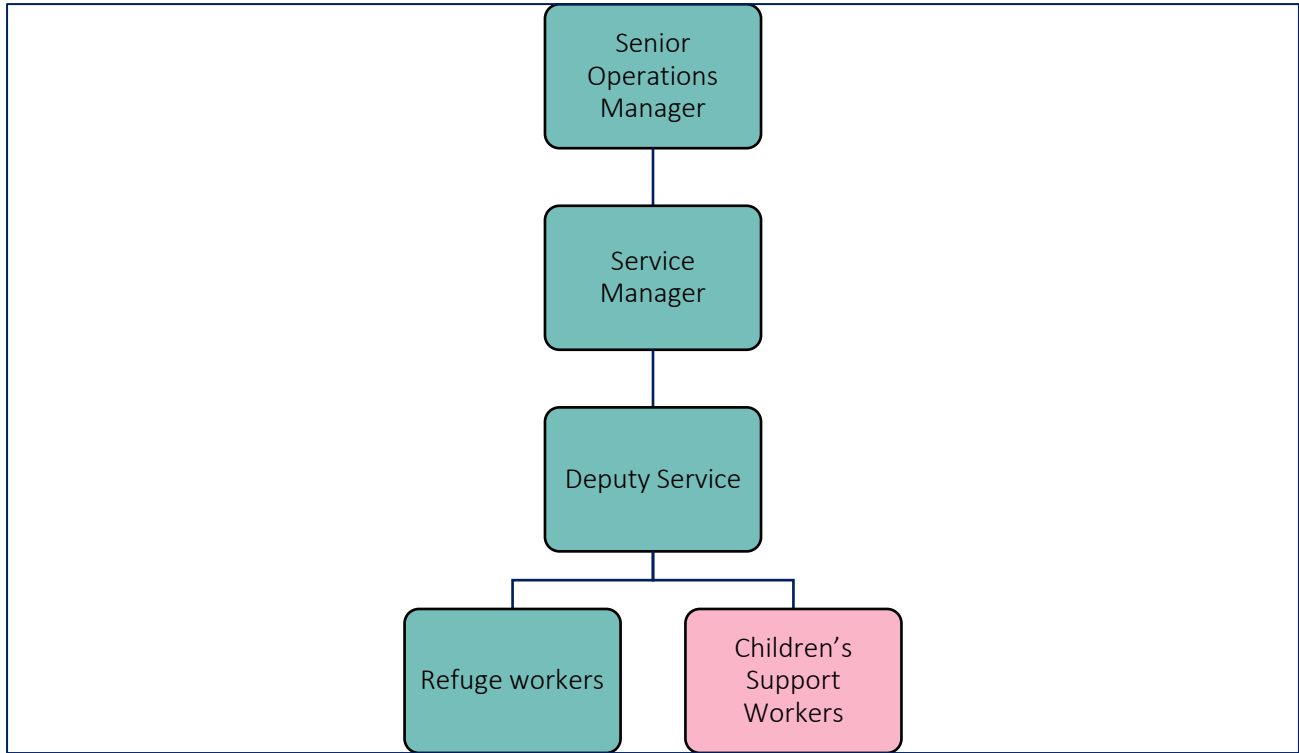 Senior
Operations
Manager
Service
Manager
Deputy Service
Refuge workers
Children’s
Support
Workers